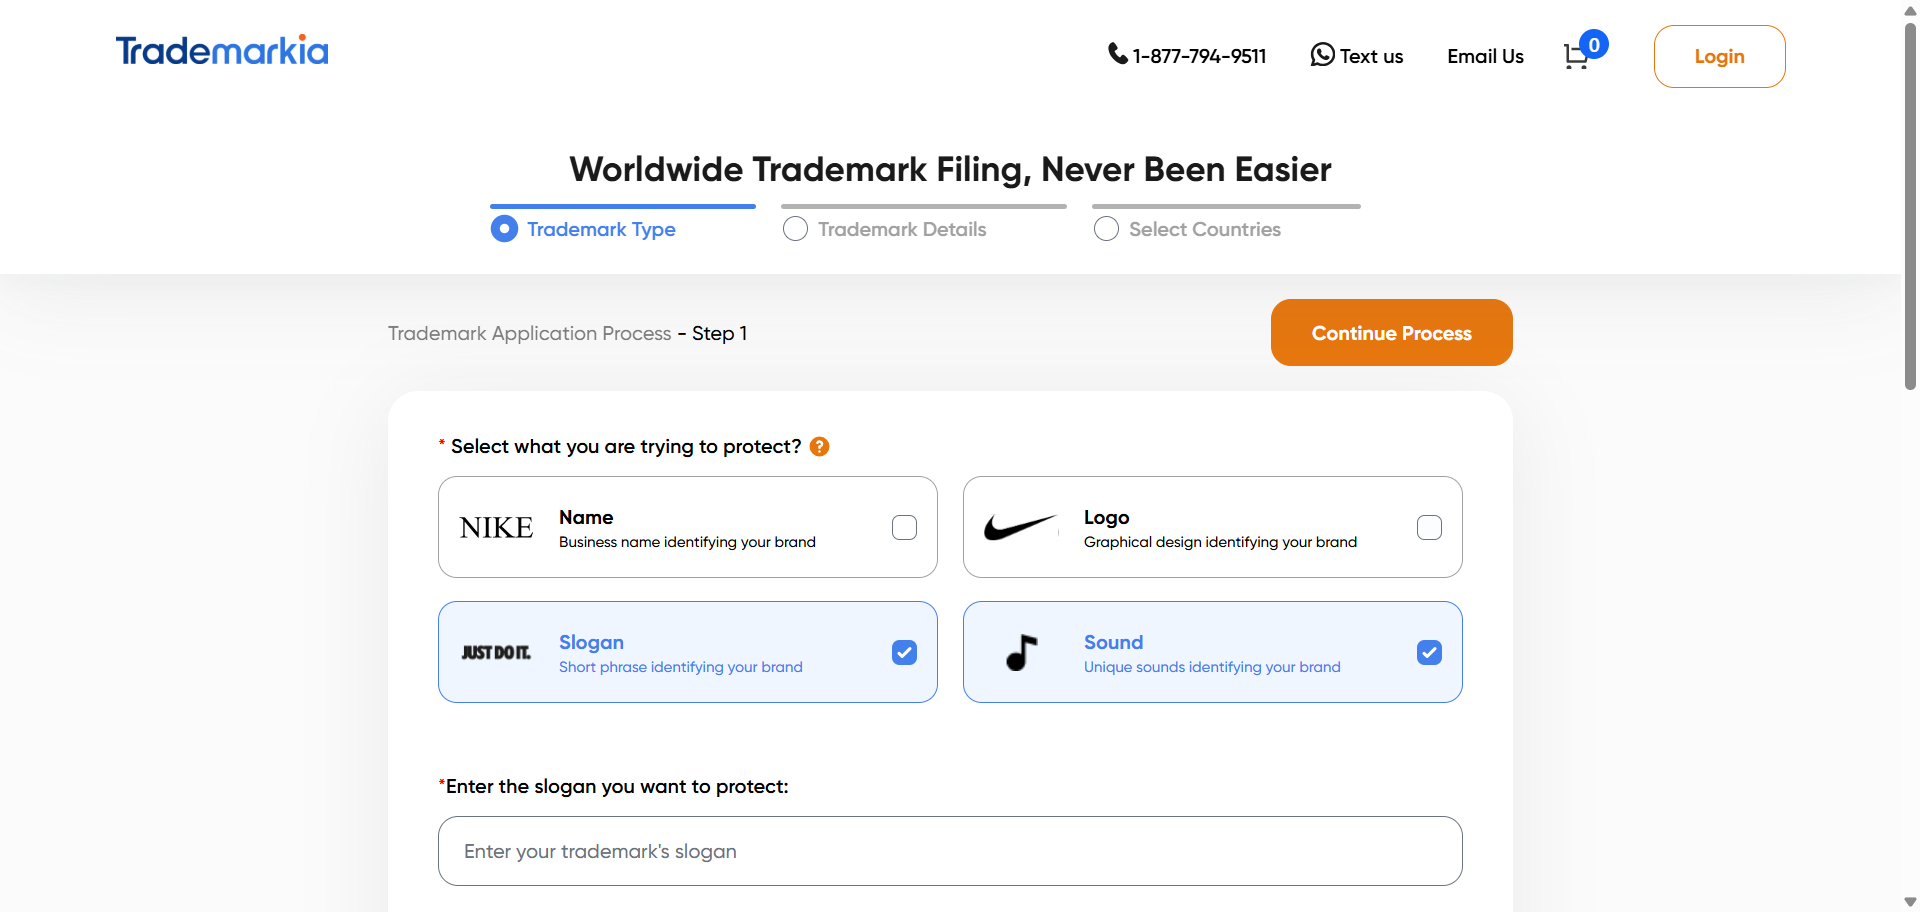 Trademarkia
1-877-794-9511
Text us
Email Us
0
Login
Worldwide Trademark Filing, Never Been Easier
Trademark Type
Trademark Details
Select Countries
Trademark Application Process - Step 1
Continue Process
* Select what you are trying to protect? ?
NIKE
Name
Business name identifying your brand
Logo
Graphical design identifying your brand
JUST DO IT.
Slogan
Short phrase identifying your brand
Sound
Unique sounds identifying your brand
*Enter the slogan you want to protect:
Enter your trademark's slogan